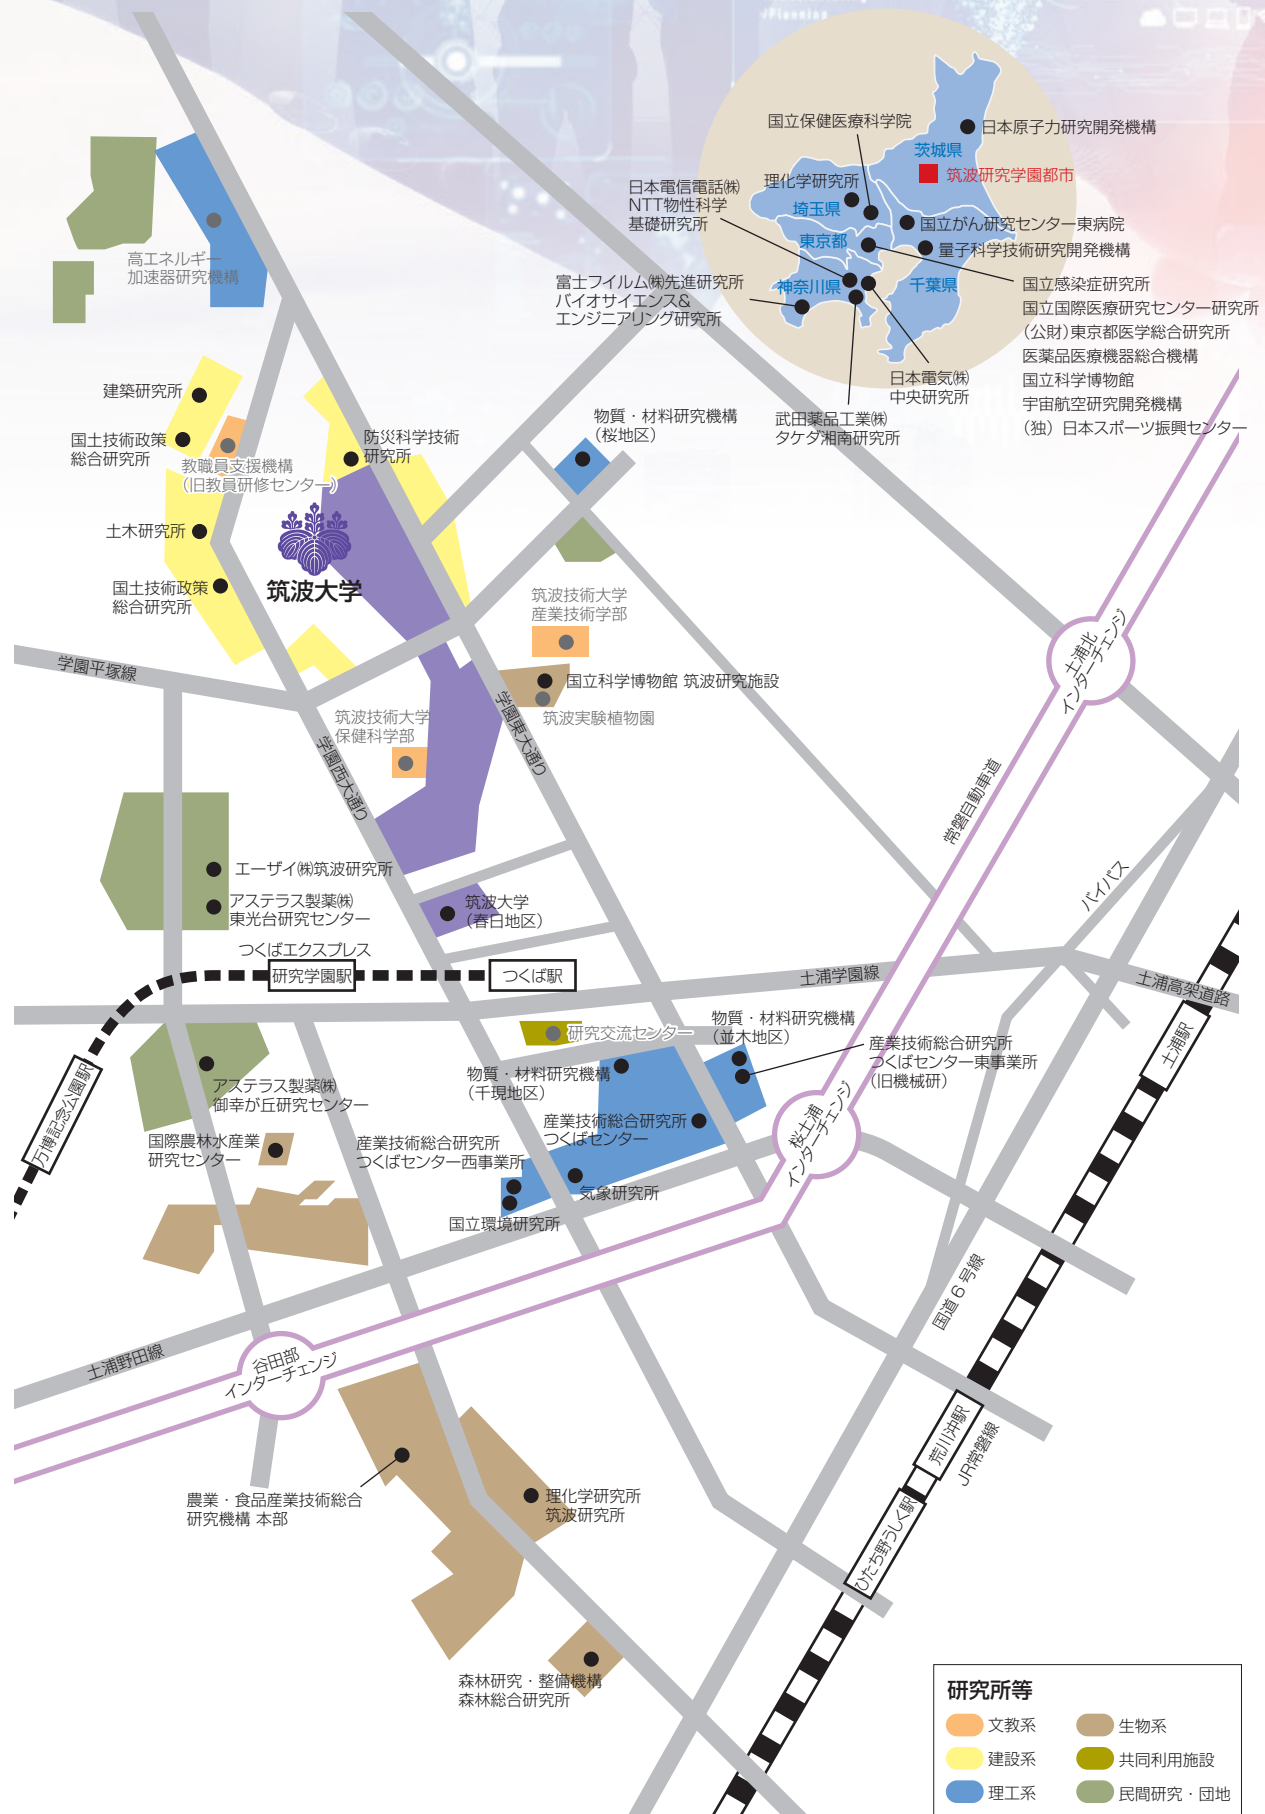 /Planning
国立保健医療科学院
日本原子力研究開発機構
茨城県
筑波研究学園都市
日本電信電話㈱
NTT物性科学
基礎研究所
理化学研究所
埼玉県
国立がん研究センター東病院
東京都
量子科学技術研究開発機構
富士フイルム㈱先進研究所
バイオサイエンス&
エンジニアリング研究所
神奈川県
千葉県
国立感染症研究所
国立国際医療研究センター研究所
(公財)東京都医学総合研究所
医薬品医療機器総合機構
国立科学博物館
宇宙航空研究開発機構
(独)日本スポーツ振興センター
日本電気㈱
中央研究所
武田薬品工業㈱
タケダ湘南研究所
高エネルギー
加速器研究機構
建築研究所
国土技術政策
総合研究所
教職員支援機構
(旧教員研修センター)
防災科学技術
研究所
物質・材料研究機構
(桜地区)
土木研究所
国土技術政策
総合研究所
筑波大学
筑波技術大学
産業技術学部
国立科学博物館 筑波研究施設
筑波実験植物園
学園平塚線
筑波技術大学
保健科学部
学園西大通り
学園東大通り
土浦北
インターチェンジ
常磐自動車道
バイパス
エーザイ㈱筑波研究所
アステラス製薬㈱
東光台研究センター
筑波大学
(春日地区)
つくばエクスプレス
研究学園駅
つくば駅
土浦学園線
土浦高架道路
土浦駅
研究交流センター
物質・材料研究機構
(並木地区)
産業技術総合研究所
つくばセンター東事業所
(旧機械研)
万博記念公園駅
アステラス製薬㈱
御幸が丘研究センター
物質・材料研究機構
(千現地区)
産業技術総合研究所
つくばセンター
桜土浦
インターチェンジ
国際農林水産業
研究センター
産業技術総合研究所
つくばセンター西事業所
気象研究所
国立環境研究所
国道6号線
土浦野田線
谷田部
インターチェンジ
荒川沖駅
JR常磐線
農業・食品産業技術総合
研究機構 本部
理化学研究所
筑波研究所
ひたち野うしく駅
森林研究・整備機構
森林総合研究所
研究所等
文教系
生物系
建設系
共同利用施設
理工系
民間研究・団地